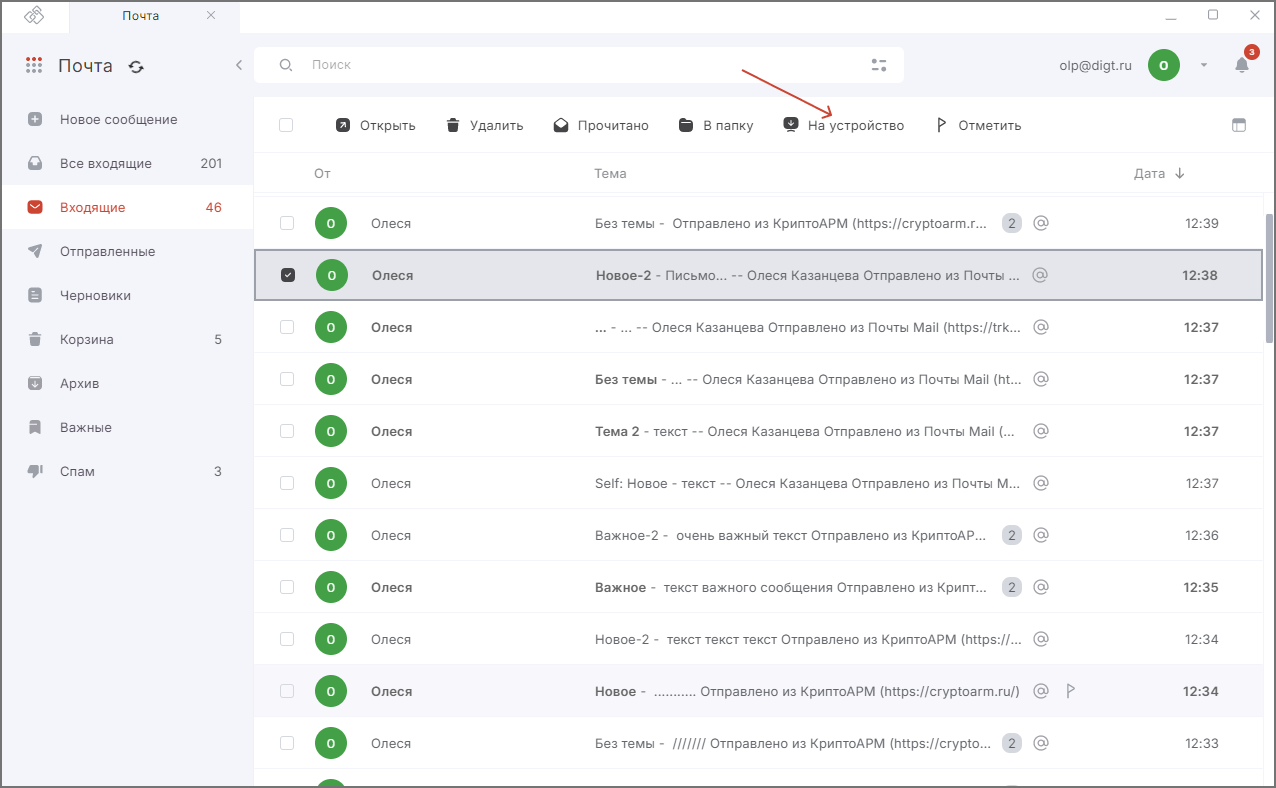 Почта
Почта
Поиск
olp@digt.ru О 3
Новое сообщение
Все входящие 201
Входящие 46
Отправленные
Черновики
Корзина 5
Архив
Важные
Спам 3
Открыть Удалить Прочитано В папку На устройство Отметить
От Тема Дата
О Олеся Без темы - Отправлено из КриптоАРМ (https://cryptoarm.r... 2 12:39
О Олеся Новое-2 - Письмо... -- Олеся Казанцева Отправлено из Почты ... 12:38
О Олеся ... - ... -- Олеся Казанцева Отправлено из Почты Mail (https://trk... 12:37
О Олеся Без темы - ... -- Олеся Казанцева Отправлено из Почты Mail (ht... 12:37
О Олеся Тема 2 - текст -- Олеся Казанцева Отправлено из Почты Mail (... 12:37
О Олеся Self: Новое - текст -- Олеся Казанцева Отправлено из Почты M... 12:37
О Олеся Важное-2 - очень важный текст Отправлено из КриптоАР... 2 12:36
О Олеся Важное - текст важного сообщения Отправлено из Крипт... 2 12:35
О Олеся Новое-2 - текст текст текст Отправлено из КриптоАРМ (https://... 12:34
О Олеся Новое - ........... Отправлено из КриптоАРМ (https://cryptoarm.ru/) 12:34
О Олеся Без темы - /////// Отправлено из КриптоАРМ (https://crypto... 2 12:33